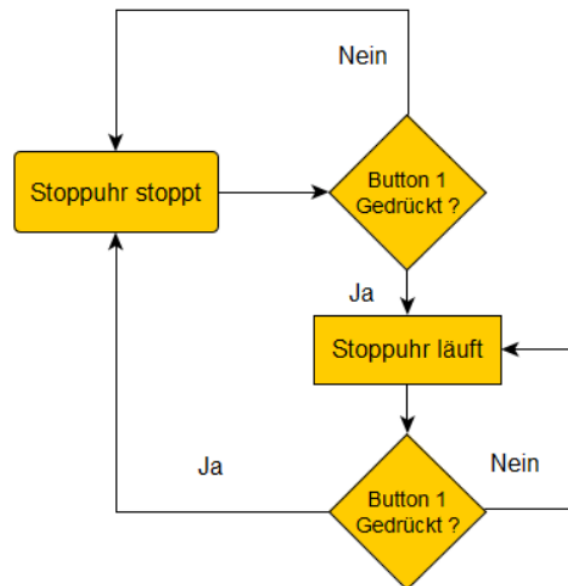 Nein
Stoppuhr stoppt
Button 1
Gedrückt ?
Ja
Stoppuhr läuft
Ja
Nein
Button 1
Gedrückt ?